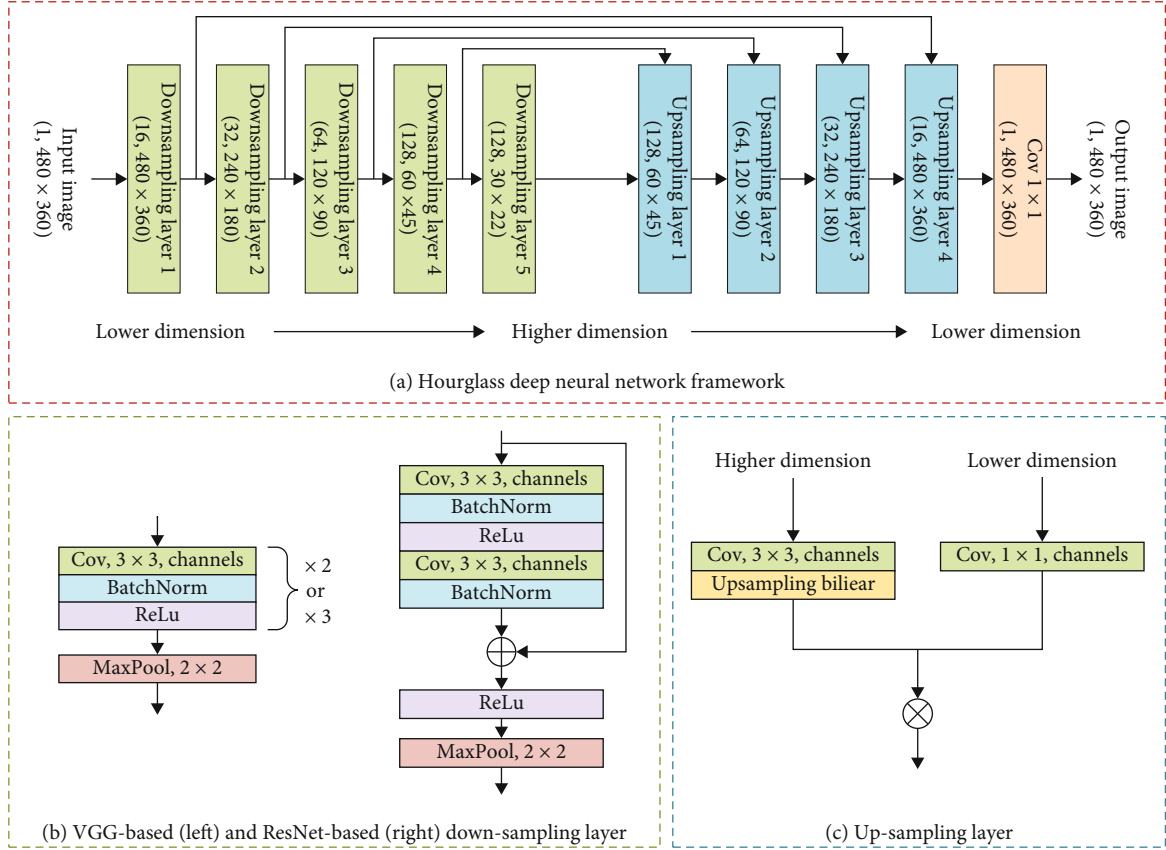 Input image
(1, 480 × 360)
Downsampling layer 1
(16, 480 × 360)
Downsampling layer 2
(32, 240 × 180)
Downsampling layer 3
(64, 120 × 90)
Downsampling layer 4
(128, 60 ×45)
Downsampling layer 5
(128, 30 × 22)
Upsampling layer 1
(128, 60 × 45)
Upsampling layer 2
(64, 120 × 90)
Upsampling layer 3
(32, 240 × 180)
Upsampling layer 4
(16, 480 × 360)
Cov 1 × 1
(1, 480 × 360)
Output image
(1, 480 × 360)
Lower dimension
Higher dimension
Lower dimension
(a) Hourglass deep neural network framework
Cov, 3 × 3, channels
BatchNorm
ReLu
× 2
or
× 3
MaxPool, 2 × 2
Cov, 3 × 3, channels
BatchNorm
ReLu
Cov, 3 × 3, channels
BatchNorm
ReLu
MaxPool, 2 × 2
(b) VGG-based (left) and ResNet-based (right) down-sampling layer
Higher dimension
Lower dimension
Cov, 3 × 3, channels
Upsampling biliear
Cov, 1 × 1, channels
(c) Up-sampling layer